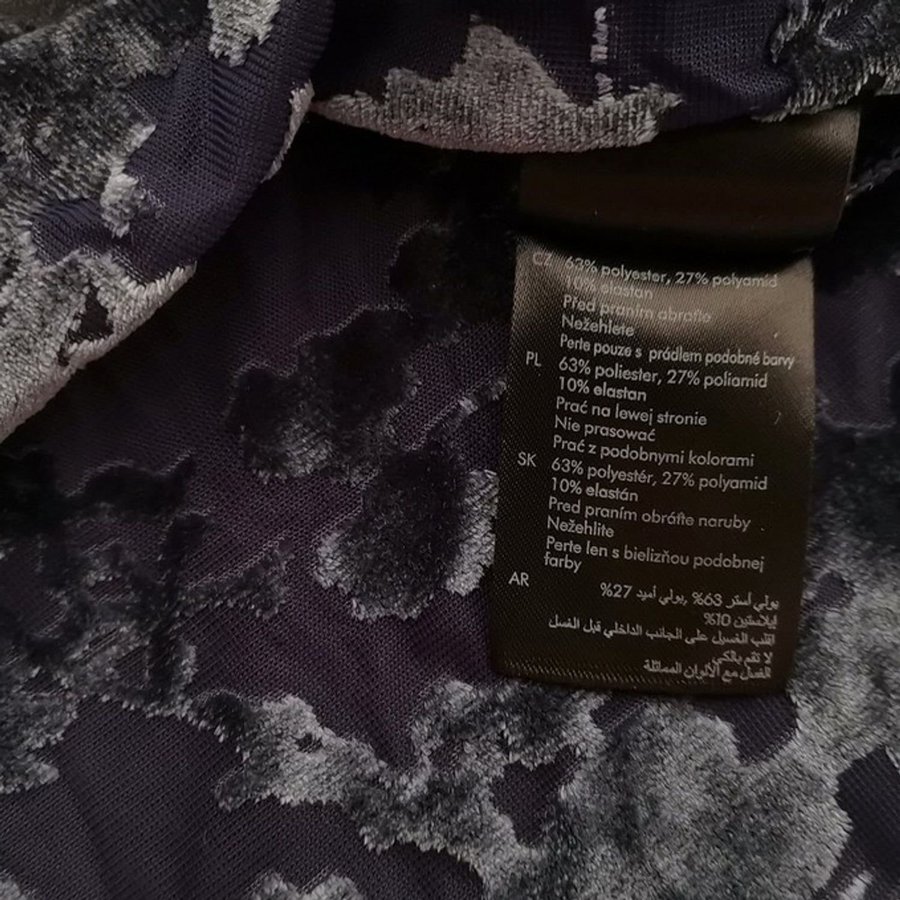 CZ 63% polyester, 27% polyamid
10% elastan
Před praním obraťte
Nežehlete
Perte pouze s prádlem podobné barvy
PL 63% poliester, 27% poliamid
10% elastan
Prać na lewej stronie
Nie prasować
Prać z podobnymi kolorami
SK 63% polyestér, 27% polyamid
10% elastán
Pred praním obráťte naruby
Nežehlite
Perte len s bielizňou podobnej
farby
AR بولي أستر 63%, بولي أميد 27%
إيلاستين 10%
اقلب الغسيل على الجانب الداخلي قبل الغسل
لا تقم بالكي
الغسل مع الألوان المماثلة